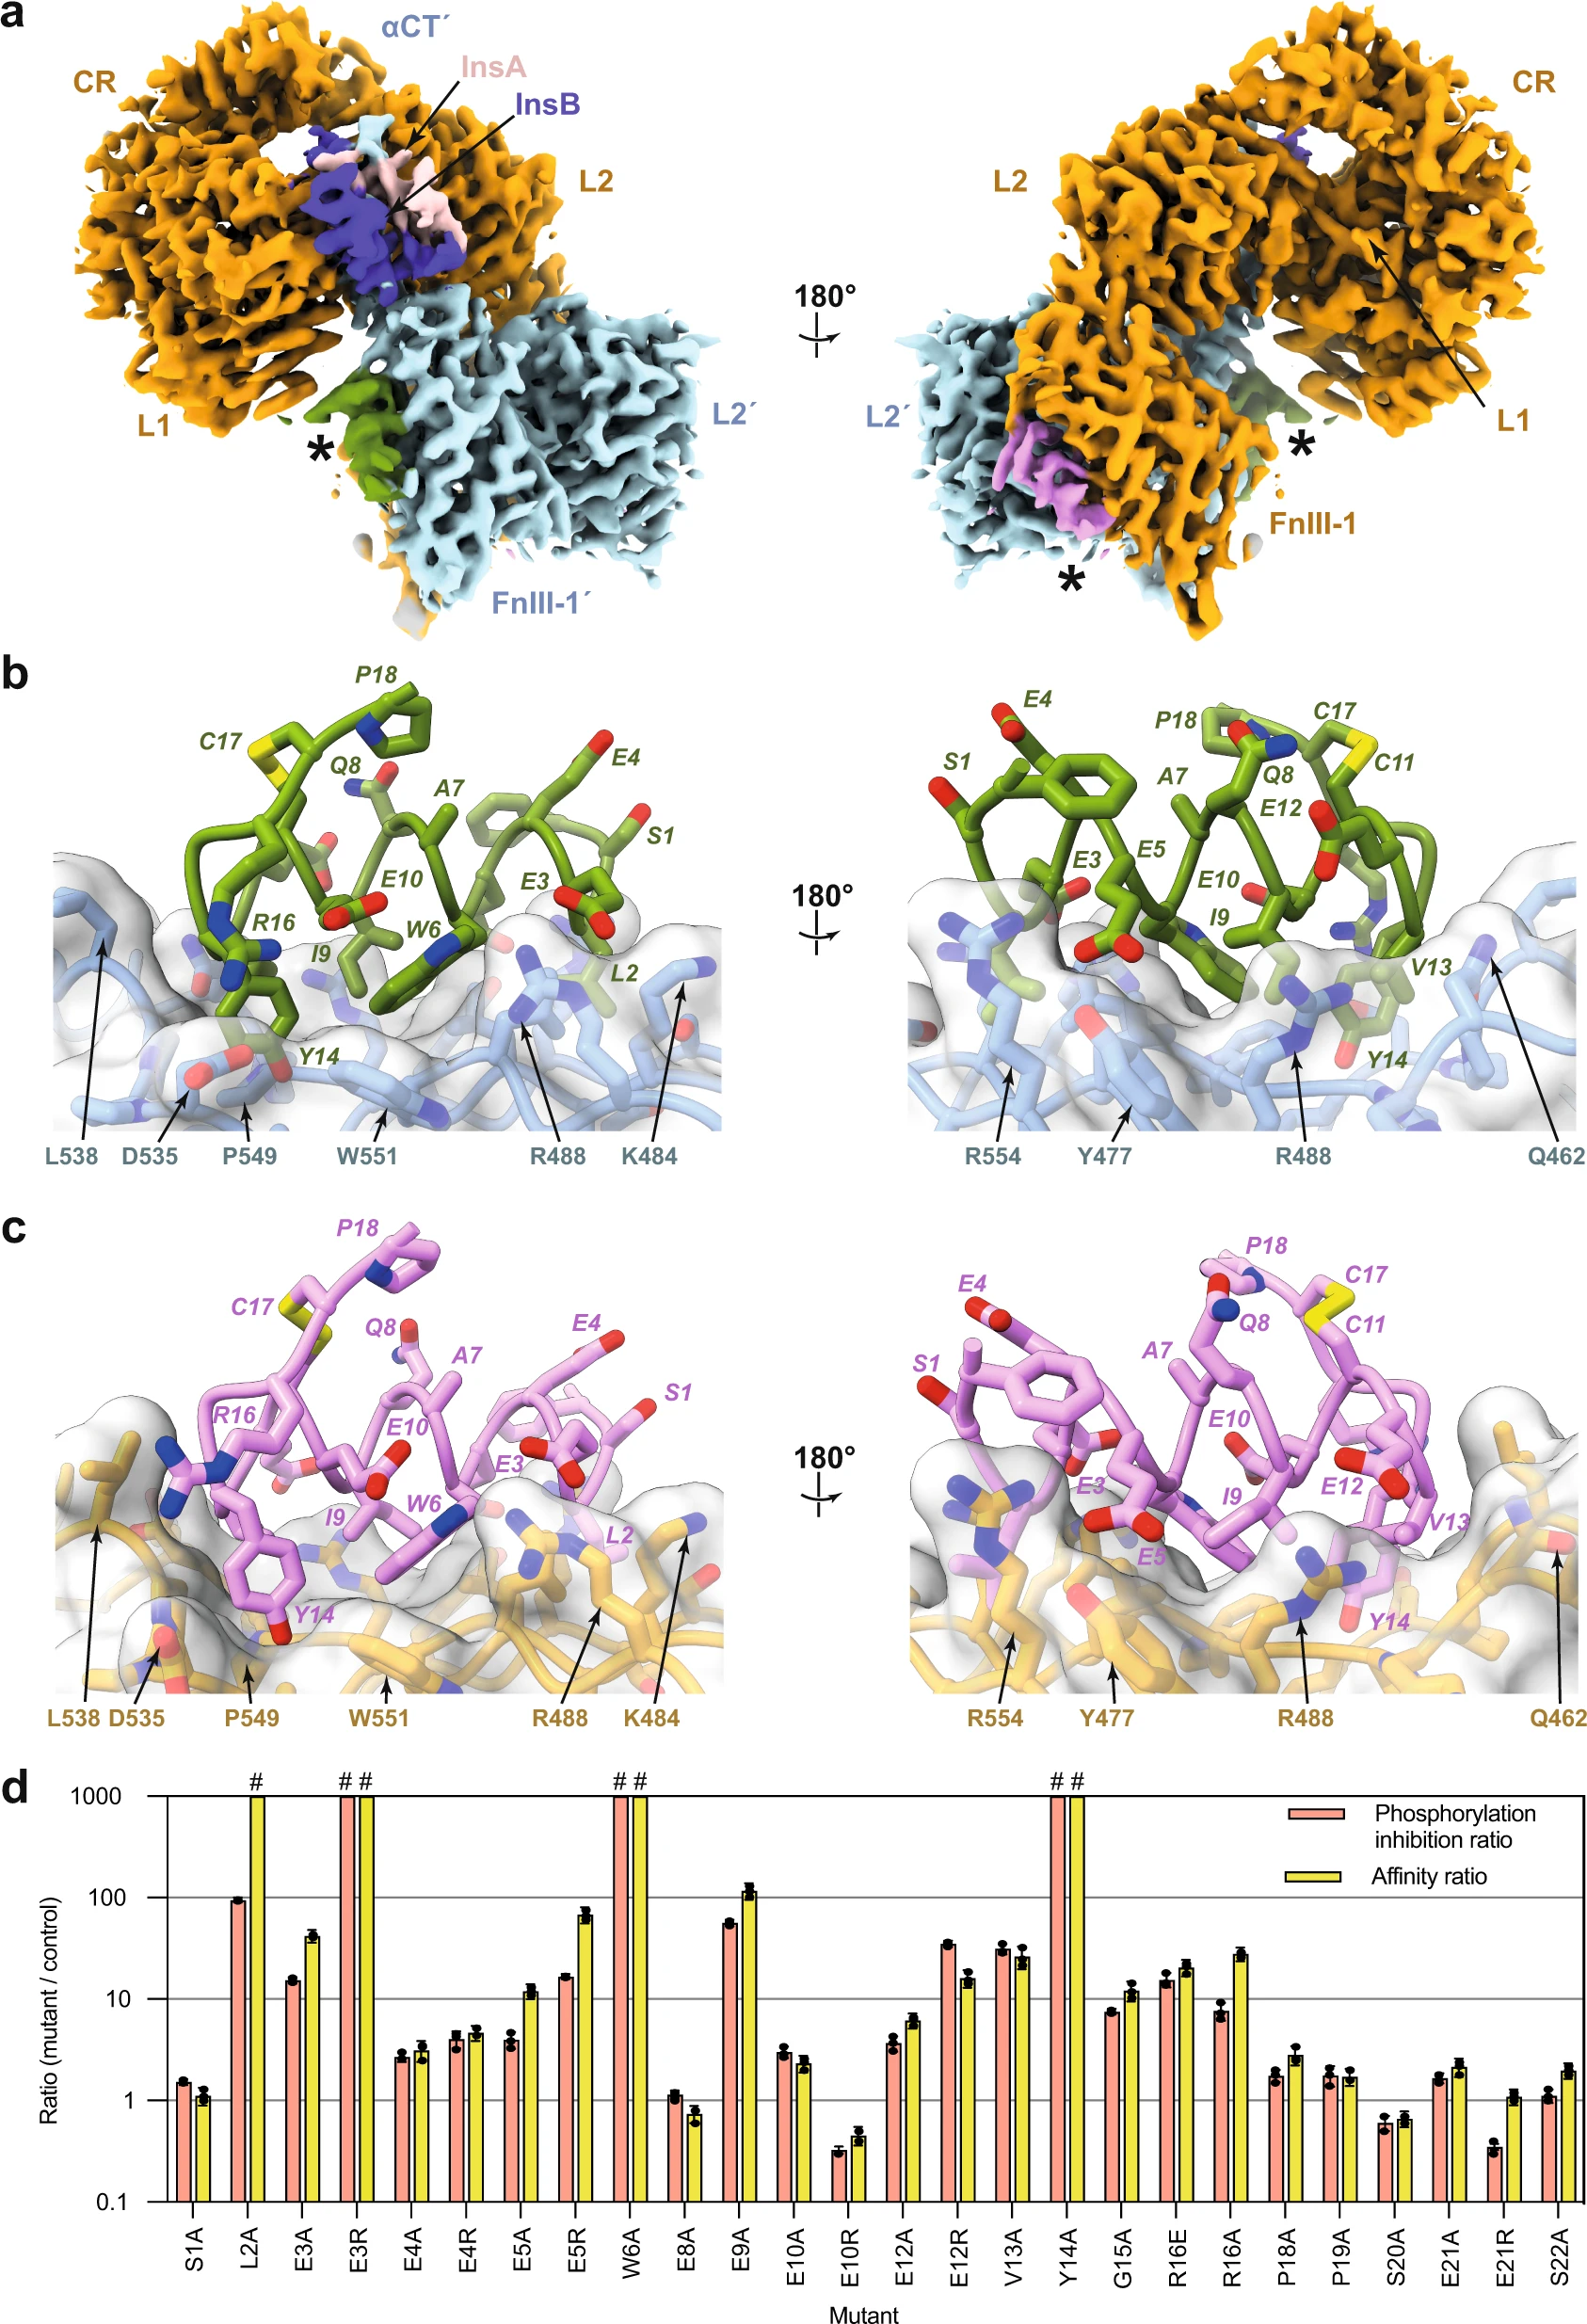 a
αCT´
InsA
InsB
CR
L2
L1
*
L2´
FnIII-1´
180°
CR
L2
L2´
L1
*
FnIII-1
*
b
P18
C17
Q8
A7
E4
S1
E10
E3
R16
I9
W6
L2
Y14
L538
D535
P549
W551
R488
K484
180°
E4
S1
P18
C17
A7
Q8
C11
E12
E3
E5
E10
I9
V13
Y14
R554
Y477
R488
Q462
c
P18
C17
Q8
A7
E4
S1
R16
E10
E3
I9
W6
L2
Y14
L538
D535
P549
W551
R488
K484
180°
E4
S1
P18
C17
Q8
C11
A7
E10
E3
I9
E12
E5
V13
Y14
R554
Y477
R488
Q462
d
# # # # # # #
1000
100
10
1
0.1
Ratio (mutant / control)
Phosphorylation
inhibition ratio
Affinity ratio
S1A
L2A
E3A
E3R
E4A
E4R
E5A
E5R
W6A
E8A
E9A
E10A
E10R
E12A
E12R
V13A
Y14A
G15A
R16E
R16A
P18A
P19A
S20A
E21A
E21R
S22A
Mutant